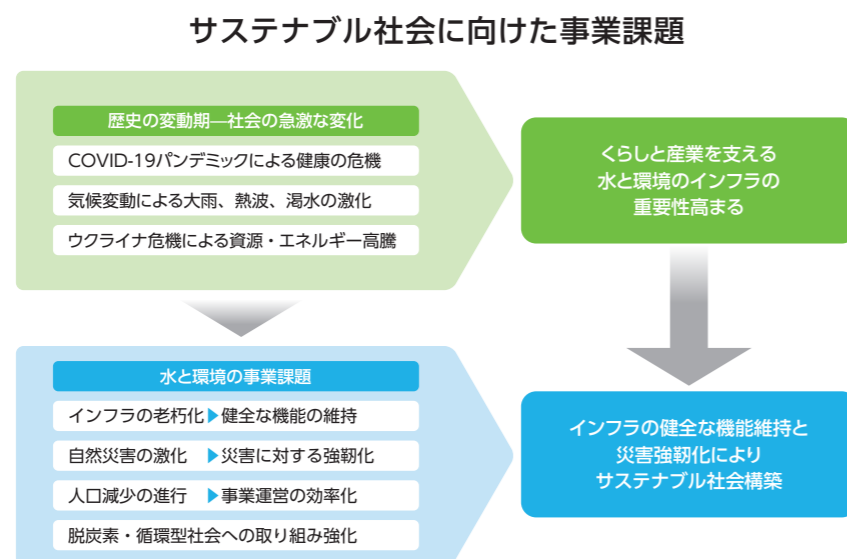 サステナブル社会に向けた事業課題
歴史の変動期―社会の急激な変化
COVID-19パンデミックによる健康の危機
気候変動による大雨、熱波、渇水の激化
ウクライナ危機による資源・エネルギー高騰
くらしと産業を支える
水と環境のインフラの
重要性高まる
水と環境の事業課題
インフラの老朽化▶健全な機能の維持
自然災害の激化 ▶災害に対する強靭化
人口減少の進行 ▶事業運営の効率化
脱炭素・循環型社会への取り組み強化
インフラの健全な機能維持と
災害強靭化により
サステナブル社会構築